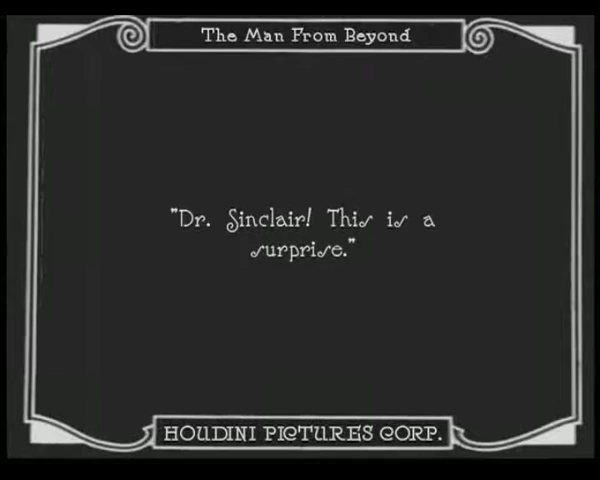 The Man From Beyond
"Dr. Sinclair! This is a
surprise."
HOUDINI PICTURES CORP.